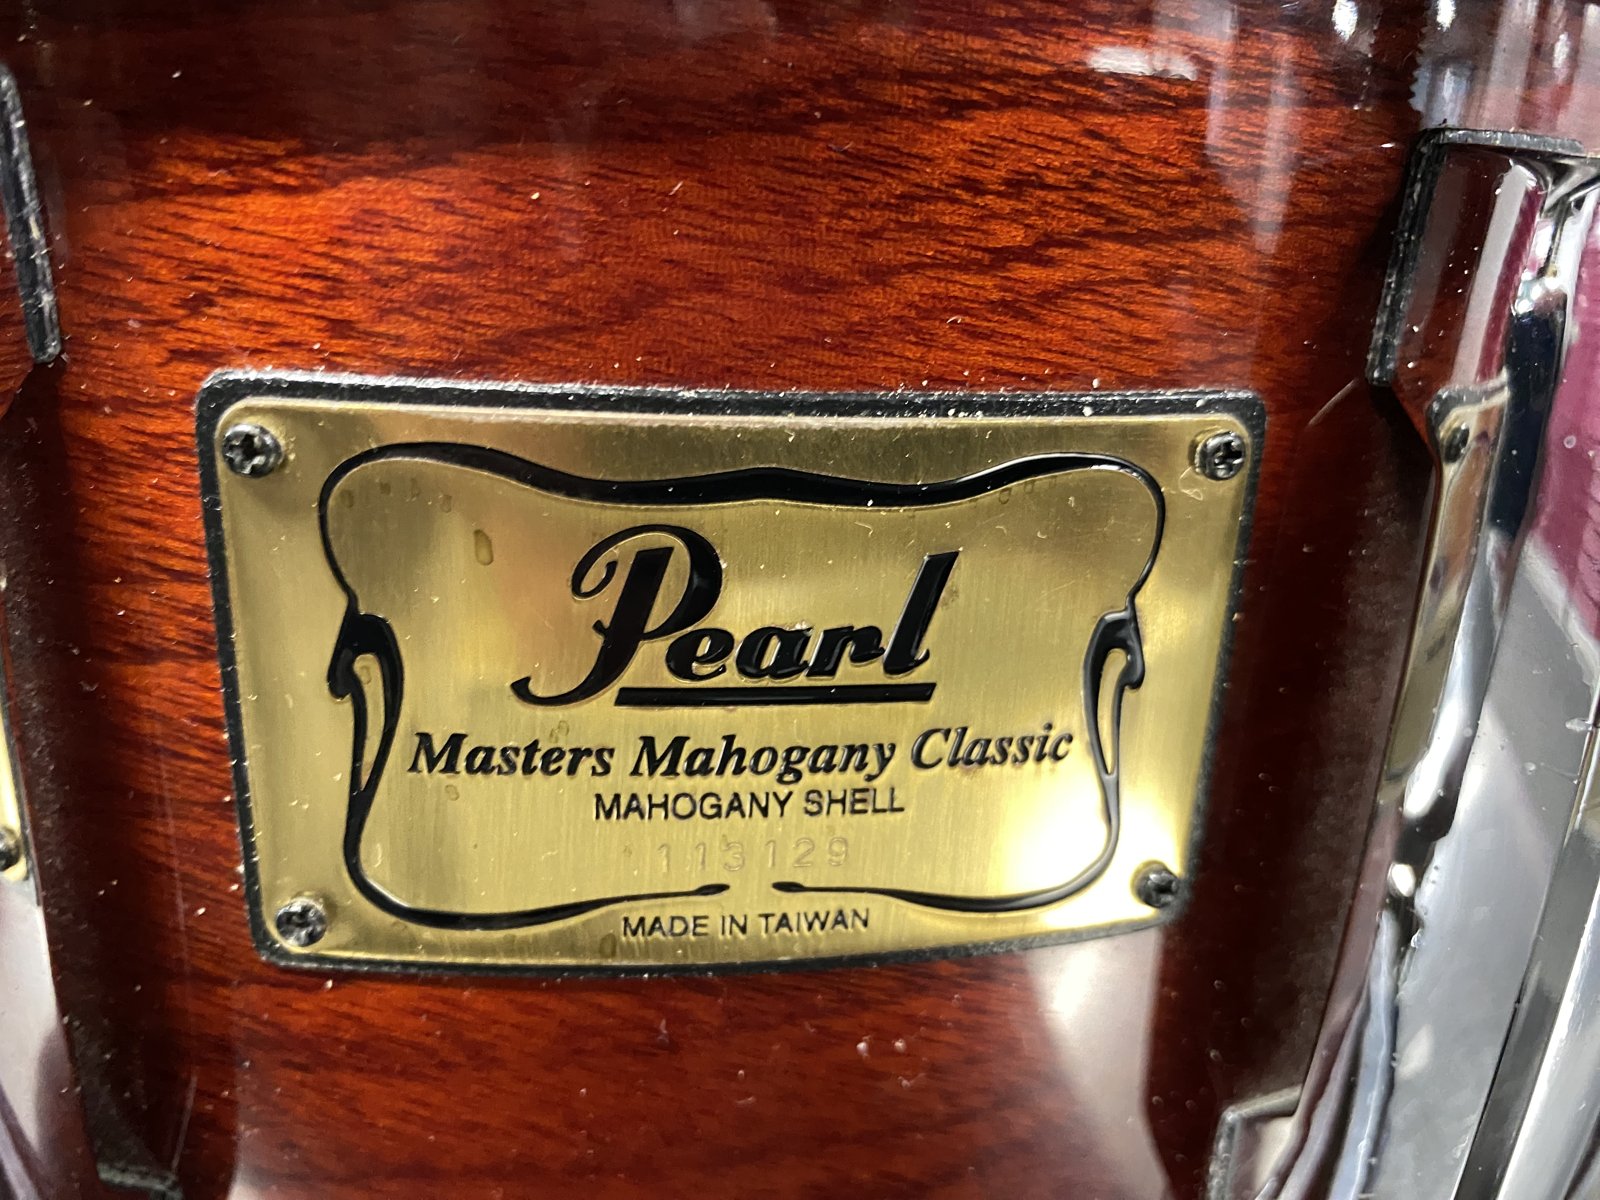 Pearl
Masters Mahogany Classic
MAHOGANY SHELL
113129
MADE IN TAIWAN